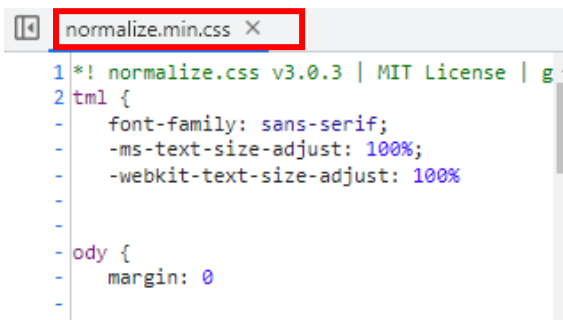 normalize.min.css ×
1 *! normalize.css v3.0.3 | MIT License | g
2 tml {
- font-family: sans-serif;
- -ms-text-size-adjust: 100%;
- -webkit-text-size-adjust: 100%
-
-
- ody {
- margin: 0
-